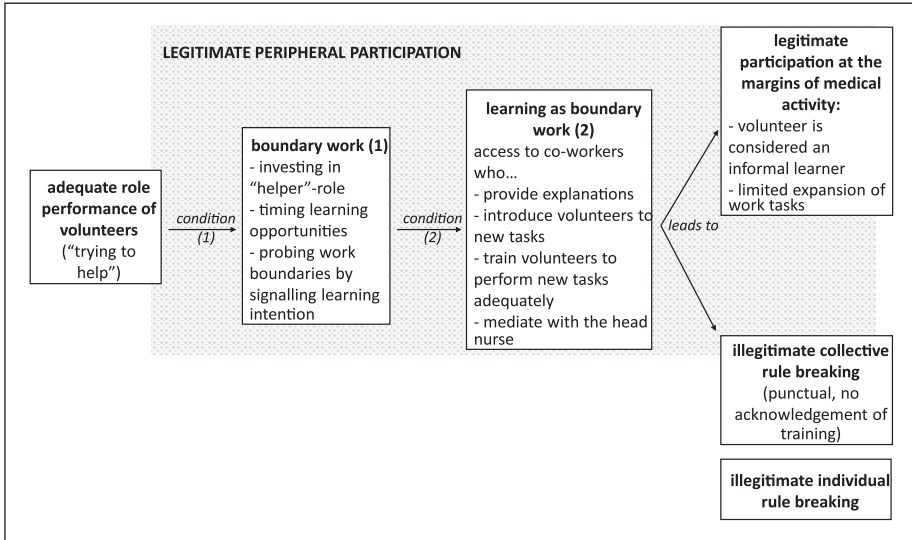 LEGITIMATE PERIPHERAL PARTICIPATION
adequate role
performance of
volunteers
(“trying to
help”)
condition
(1)
boundary work (1)
- investing in
“helper”-role
- timing learning
opportunities
- probing work
boundaries by
signalling learning
intention
condition
(2)
learning as boundary
work (2)
access to co-workers
who...
- provide explanations
- introduce volunteers to
new tasks
- train volunteers to
perform new tasks
adequately
- mediate with the head
nurse
leads to
legitimate
participation at the
margins of medical
activity:
- volunteer is
considered an
informal learner
- limited expansion of
work tasks
illegitimate collective
rule breaking
(punctual, no
acknowledgement of
training)
illegitimate individual
rule breaking